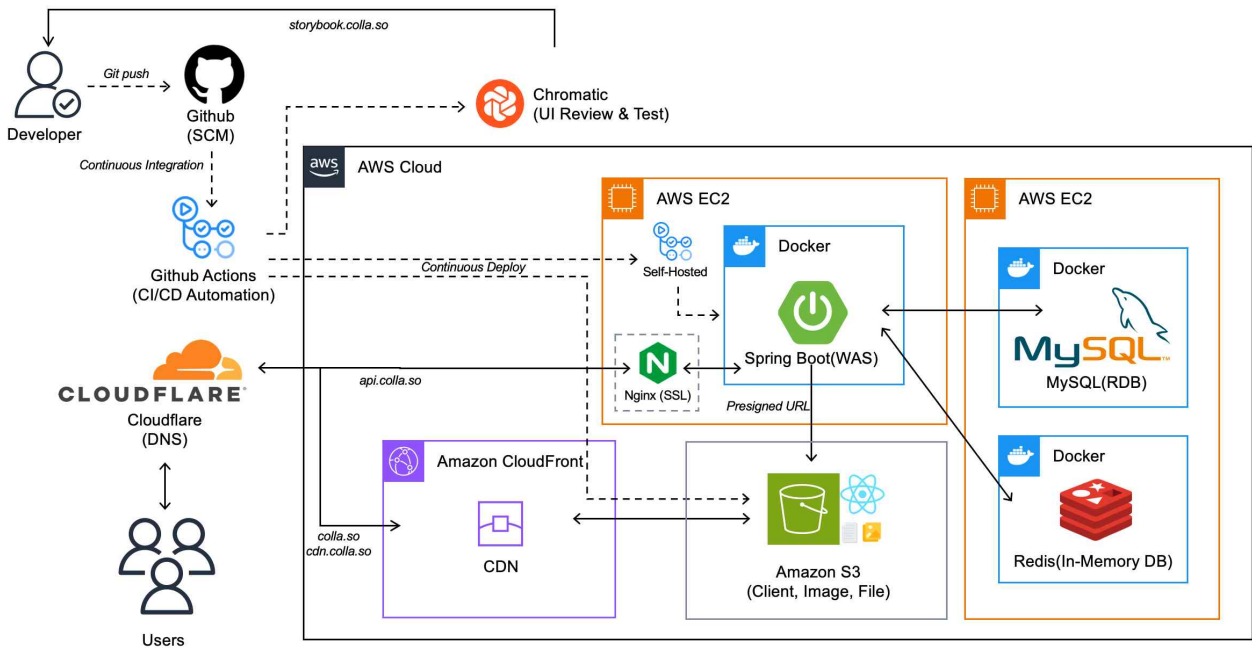 storybook.colla.so
Git push
Developer
Github
(SCM)
Chromatic
(UI Review & Test)
Continuous Integration
aws
AWS Cloud
AWS EC2
AWS EC2
Docker
Docker
Self-Hosted
Github Actions
(CI/CD Automation)
Continuous Deploy
Spring Boot(WAS)
MySQL™
MySQL(RDB)
CLOUDFLARE®
Cloudflare
(DNS)
api.colla.so
Nginx (SSL)
Presigned URL
Amazon CloudFront
Docker
colla.so
cdn.colla.so
CDN
Amazon S3
(Client, Image, File)
Redis(In-Memory DB)
Users